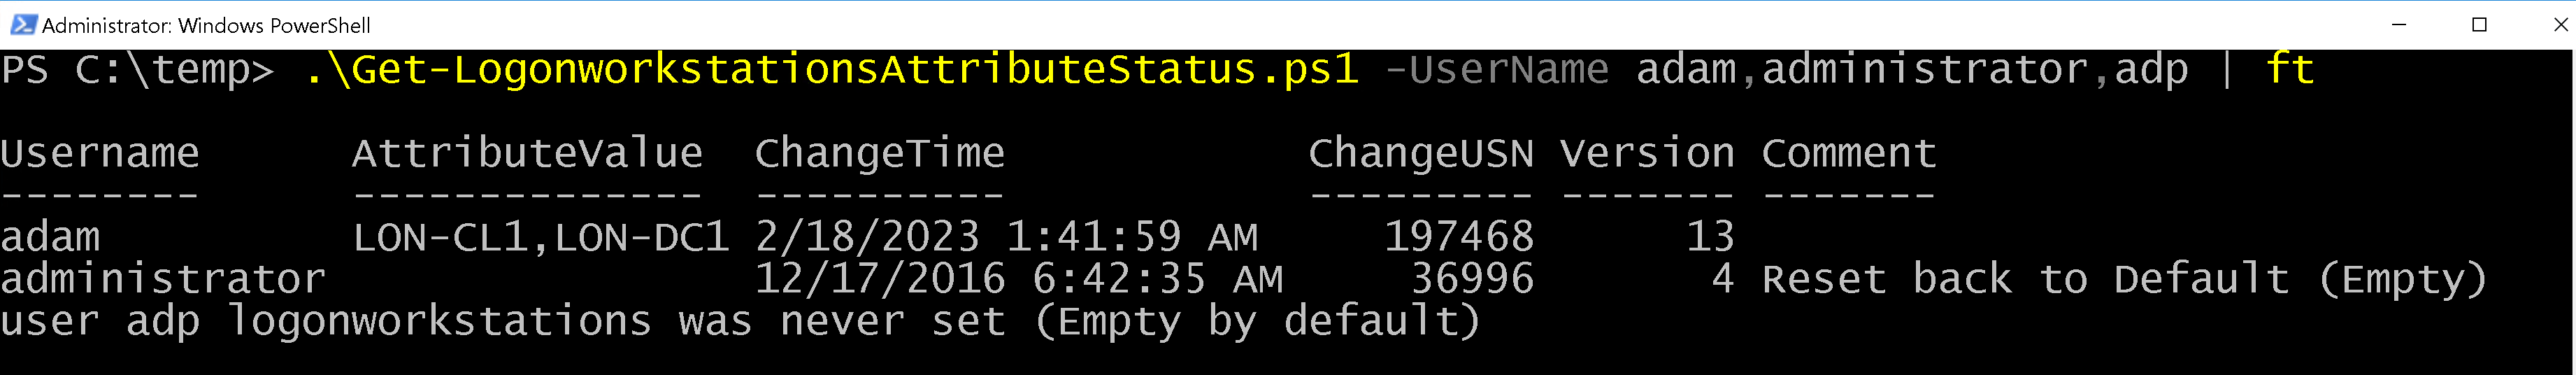 Administrator: Windows PowerShell
PS C:\temp> .\Get-LogonworkstationsAttributeStatus.ps1 -UserName adam,administrator,adp | ft
Username AttributeValue ChangeTime ChangeUSN Version Comment
-------- -------------- ---------- --------- ------- -------
adam LON-CL1,LON-DC1 2/18/2023 1:41:59 AM 197468 13
administrator 12/17/2016 6:42:35 AM 36996 4 Reset back to Default (Empty)
user adp logonworkstations was never set (Empty by default)